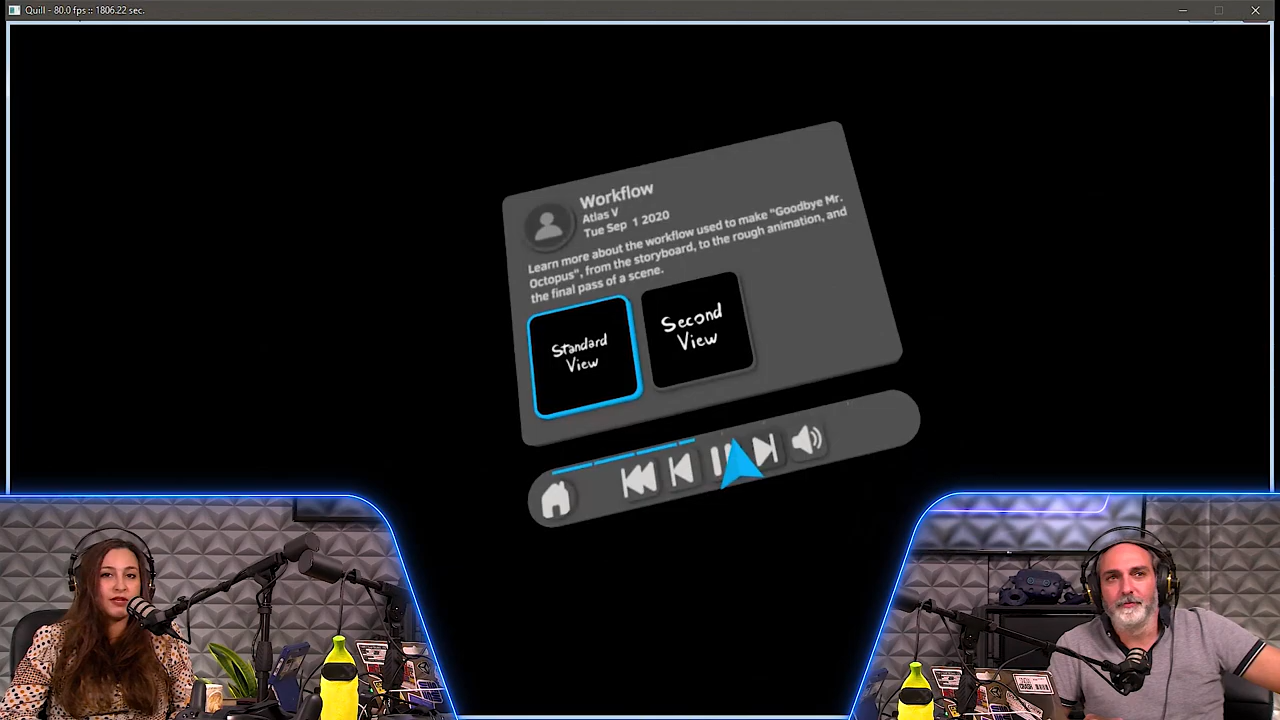 Quill - 80.0 fps :: 1806.22 sec.
Workflow
Atlas V
Tue Sep 1 2020
Learn more about the workflow used to make "Goodbye Mr.
Octopus", from the storyboard, to the rough animation, and
the final pass of a scene.
Standard
View
Second
View